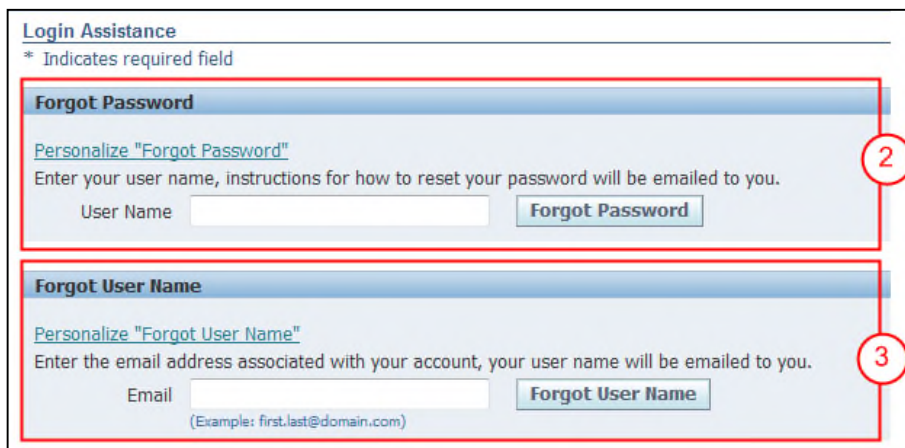 Login Assistance
* Indicates required field
Forgot Password
Personalize "Forgot Password"
Enter your user name, instructions for how to reset your password will be emailed to you.
User Name Forgot Password
2
Forgot User Name
Personalize "Forgot User Name"
Enter the email address associated with your account, your user name will be emailed to you.
Email Forgot User Name
(Example: first.last@domain.com)
3